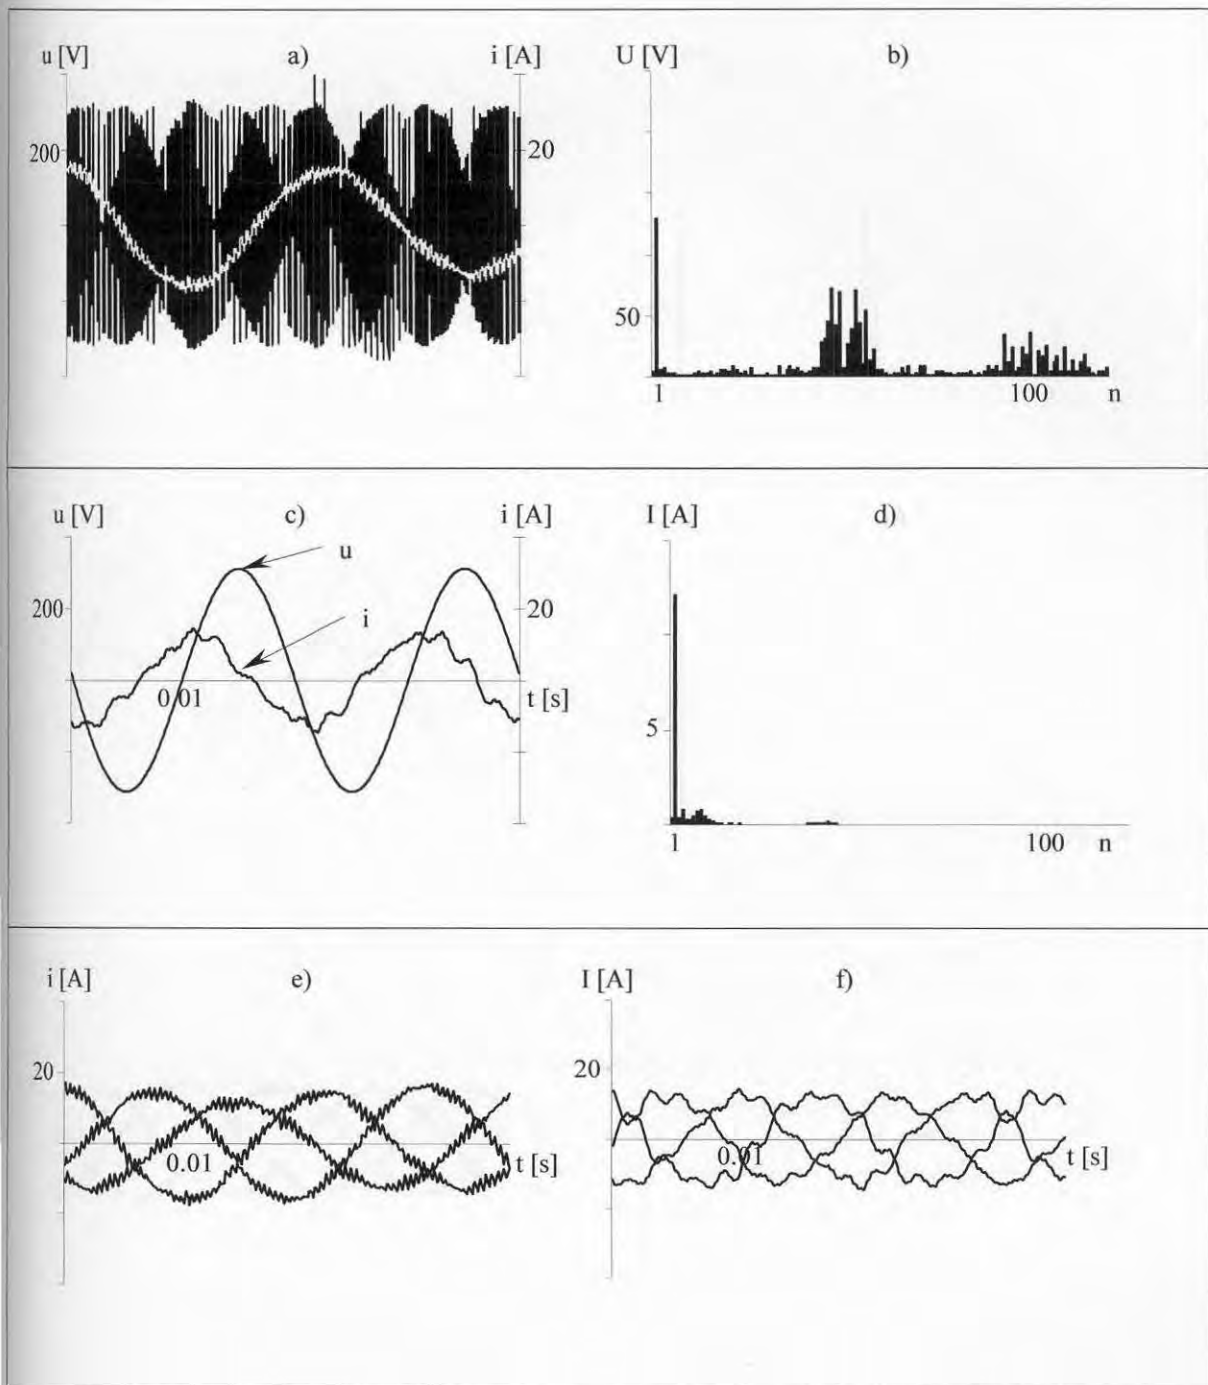 u [V] a) i [A]
200 20
U [V] b)
50
1 100 n
u [V] c) i [A]
u
200 20
i
0.01 t [s]
I [A] d)
5
1 100 n
i [A] e)
20
0.01 t [s]
I [A] f)
20
0.01 t [s]